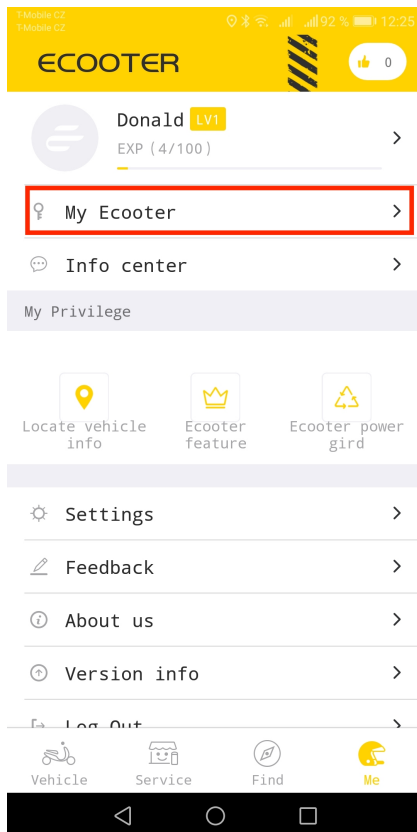 T-Mobile CZ
T-Mobile CZ
92 % 12:25
ECOOTER
0
Donald LV1
EXP (4/100)
My Ecooter
Info center
My Privilege
Locate vehicle info
Ecooter feature
Ecooter power gird
Settings
Feedback
About us
Version info
Log Out
Vehicle
Service
Find
Me